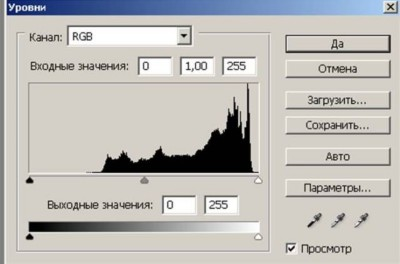 Уровни
Канал: RGB
Входные значения: 0 1,00 255
Выходные значения: 0 255
Да
Отмена
Загрузить...
Сохранить...
Авто
Параметры...
Просмотр